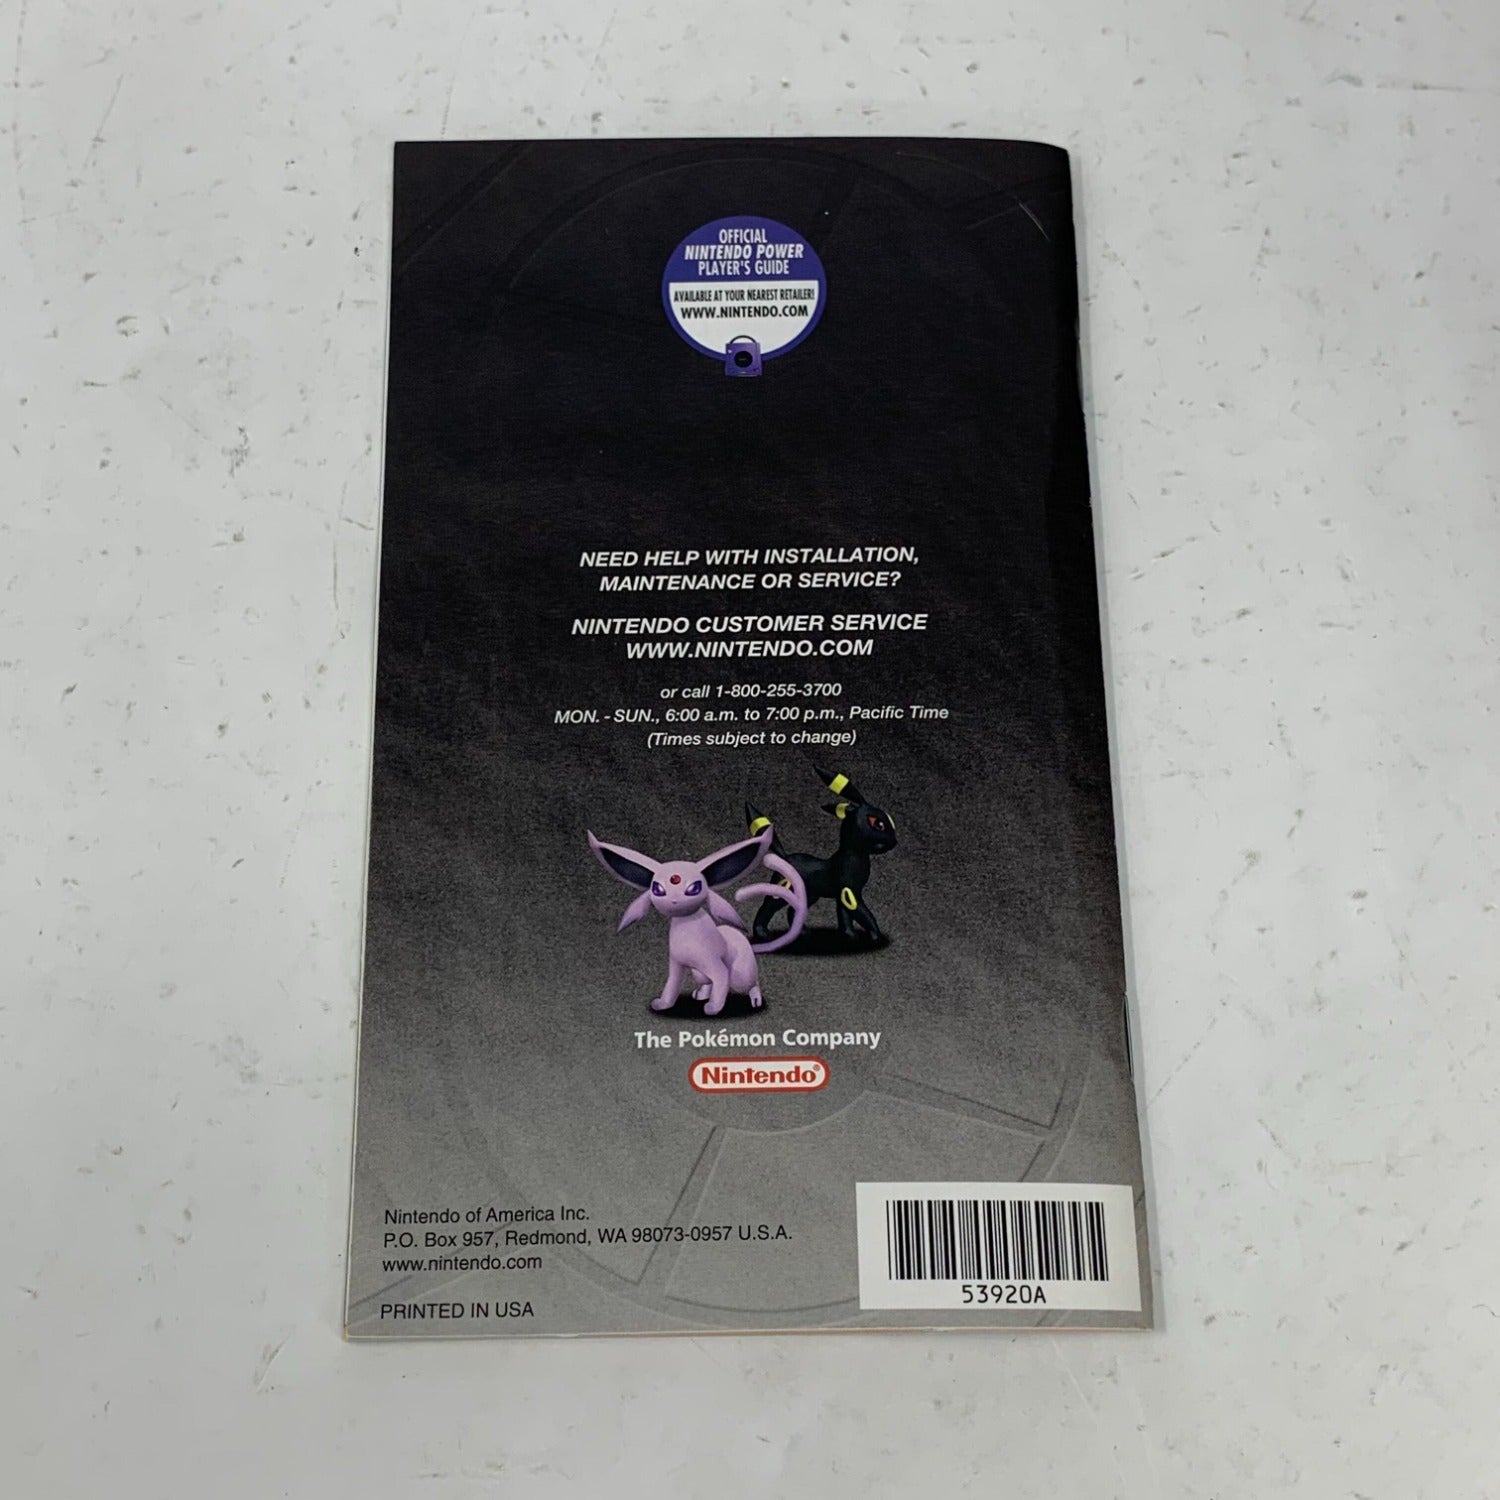 OFFICIAL
NINTENDO POWER
PLAYER'S GUIDE
AVAILABLE AT YOUR NEAREST RETAILER!
WWW.NINTENDO.COM
NEED HELP WITH INSTALLATION,
MAINTENANCE OR SERVICE?
NINTENDO CUSTOMER SERVICE
WWW.NINTENDO.COM
or call 1-800-255-3700
MON. - SUN., 6:00 a.m. to 7:00 p.m., Pacific Time
(Times subject to change)
The Pokémon Company
Nintendo®
Nintendo of America Inc.
P.O. Box 957, Redmond, WA 98073-0957 U.S.A.
www.nintendo.com
PRINTED IN USA
53920A